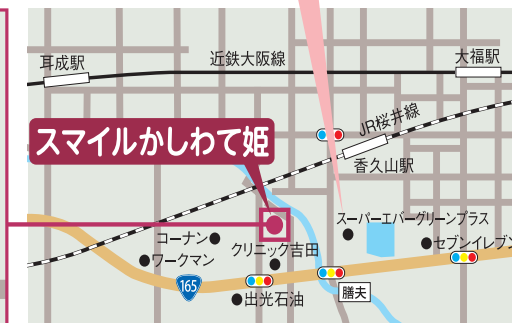 耳成駅
近鉄大阪線
大福駅
スマイルかしわて姫
JR桜井線
香久山駅
スーパーエバーグリーンプラス
コーナン
クリニック吉田
セブンイレブン
ワークマン
165
膳夫
出光石油